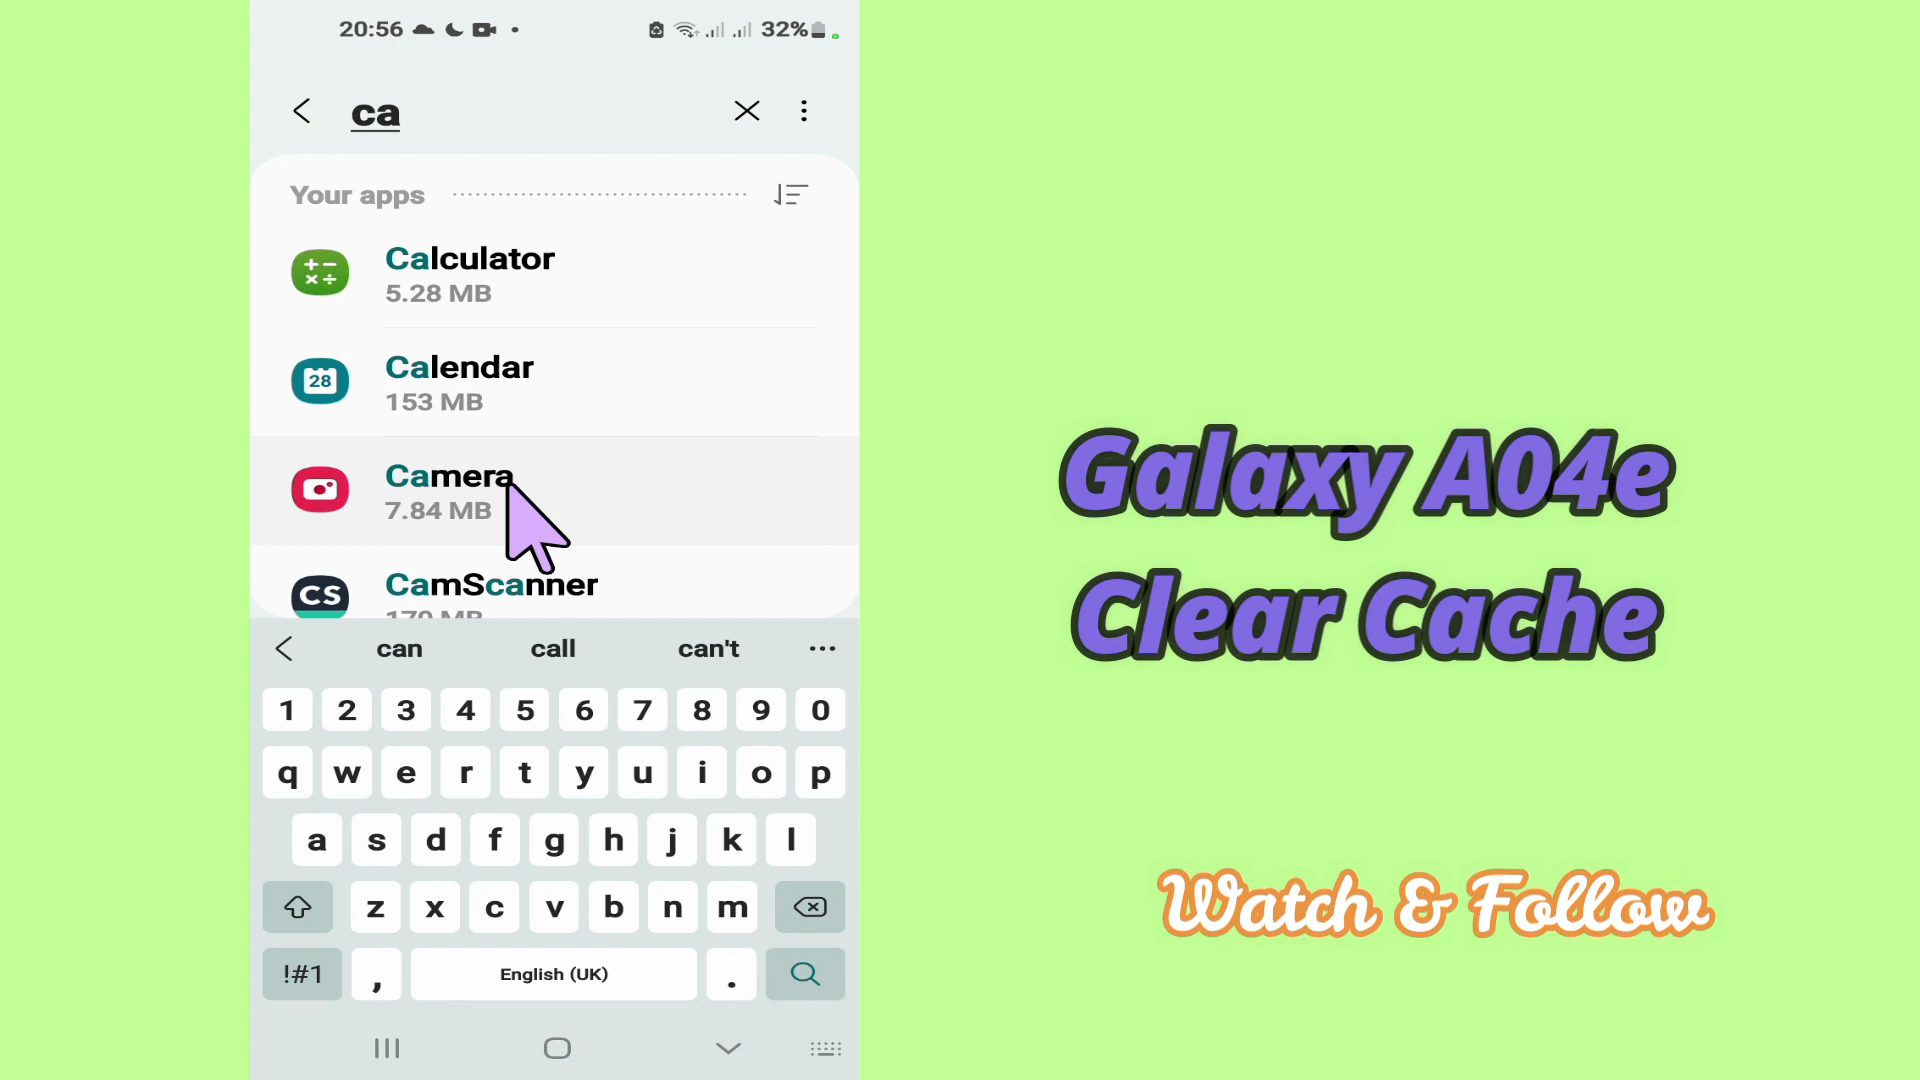 20:56
32%
ca
Your apps
Calculator
5.28 MB
28
Calendar
153 MB
Camera
7.84 MB
CS
CamScanner
can call can't
1 2 3 4 5 6 7 8 9 0
q w e r t y u i o p
a s d f g h j k l
z x c v b n m
!#1 , English (UK) .
Galaxy A04e
Clear Cache
Watch & Follow